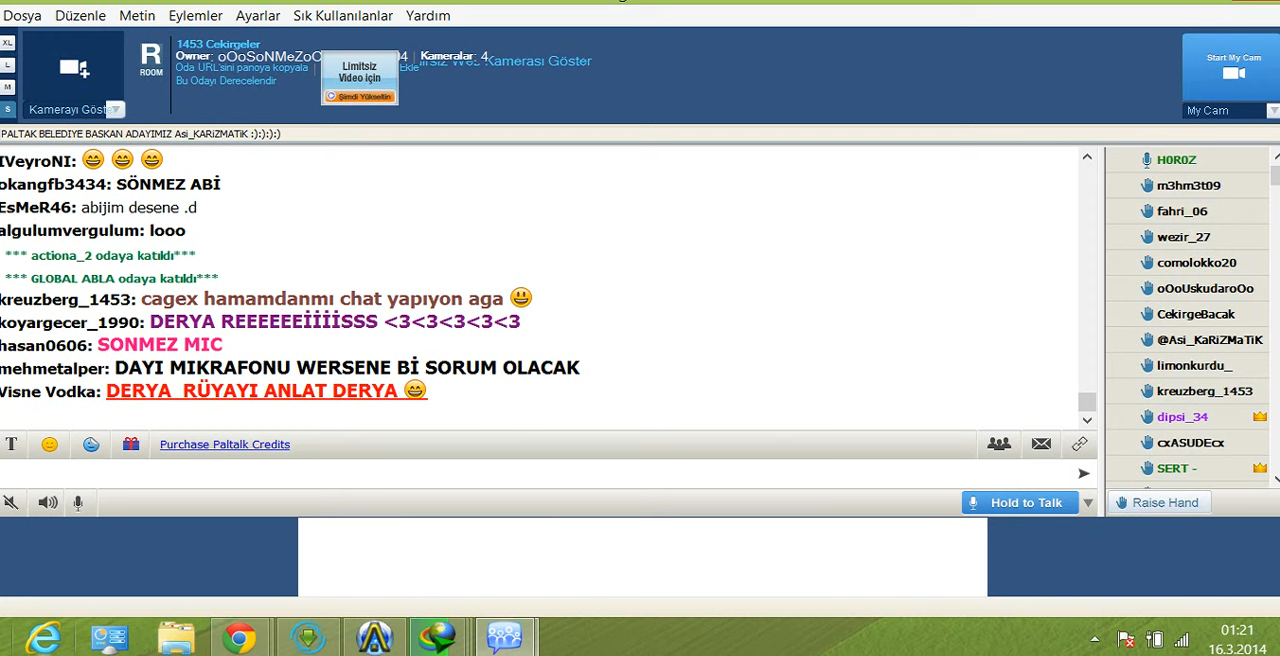 Dosya Düzenle Metin Eylemler Ayarlar Sık Kullanılanlar Yardım
XL
L
M
S
Kamerayı Göst
R
ROOM
1453 Cekirgeler
Owner: oOoSoNMeZoO 4 | Kameralar: 4
Oda URL'sini panoya kopyala | Ekle
Web Kamerası Göster
Bu Odayı Derecelendir
Limitsiz
Video için
Şimdi Yükseltin
Start My Cam
My Cam
PALTAK BELEDIYE BASKAN ADAYIMIZ Asi_KARiZMATiK :):):):)
IVeyroNI:
okangfb3434: SÖNMEZ ABİ
EsMeR46: abijim desene .d
algulumvergulum: looo
*** actiona_2 odaya katıldı***
*** GLOBAL ABLA odaya katıldı***
kreuzberg_1453: cagex hamamdanmı chat yapıyon aga
koyargecer_1990: DERYA REEEEEEİİİİSSS <3<3<3<3<3
hasan0606: SONMEZ MIC
mehmetalper: DAYI MIKRAFONU WERSENE Bİ SORUM OLACAK
Visne Vodka: DERYA RÜYAYI ANLAT DERYA
H0R0Z
m3hm3t09
fahri_06
wezir_27
comolokko20
oOoUskudaroOo
CekirgeBacak
@Asi_KaRiZMaTiK
limonkurdu_
kreuzberg_1453
dipsi_34
cxASUDEcx
SERT -
T Purchase Paltalk Credits
Hold to Talk
Raise Hand
01:21
16.3.2014